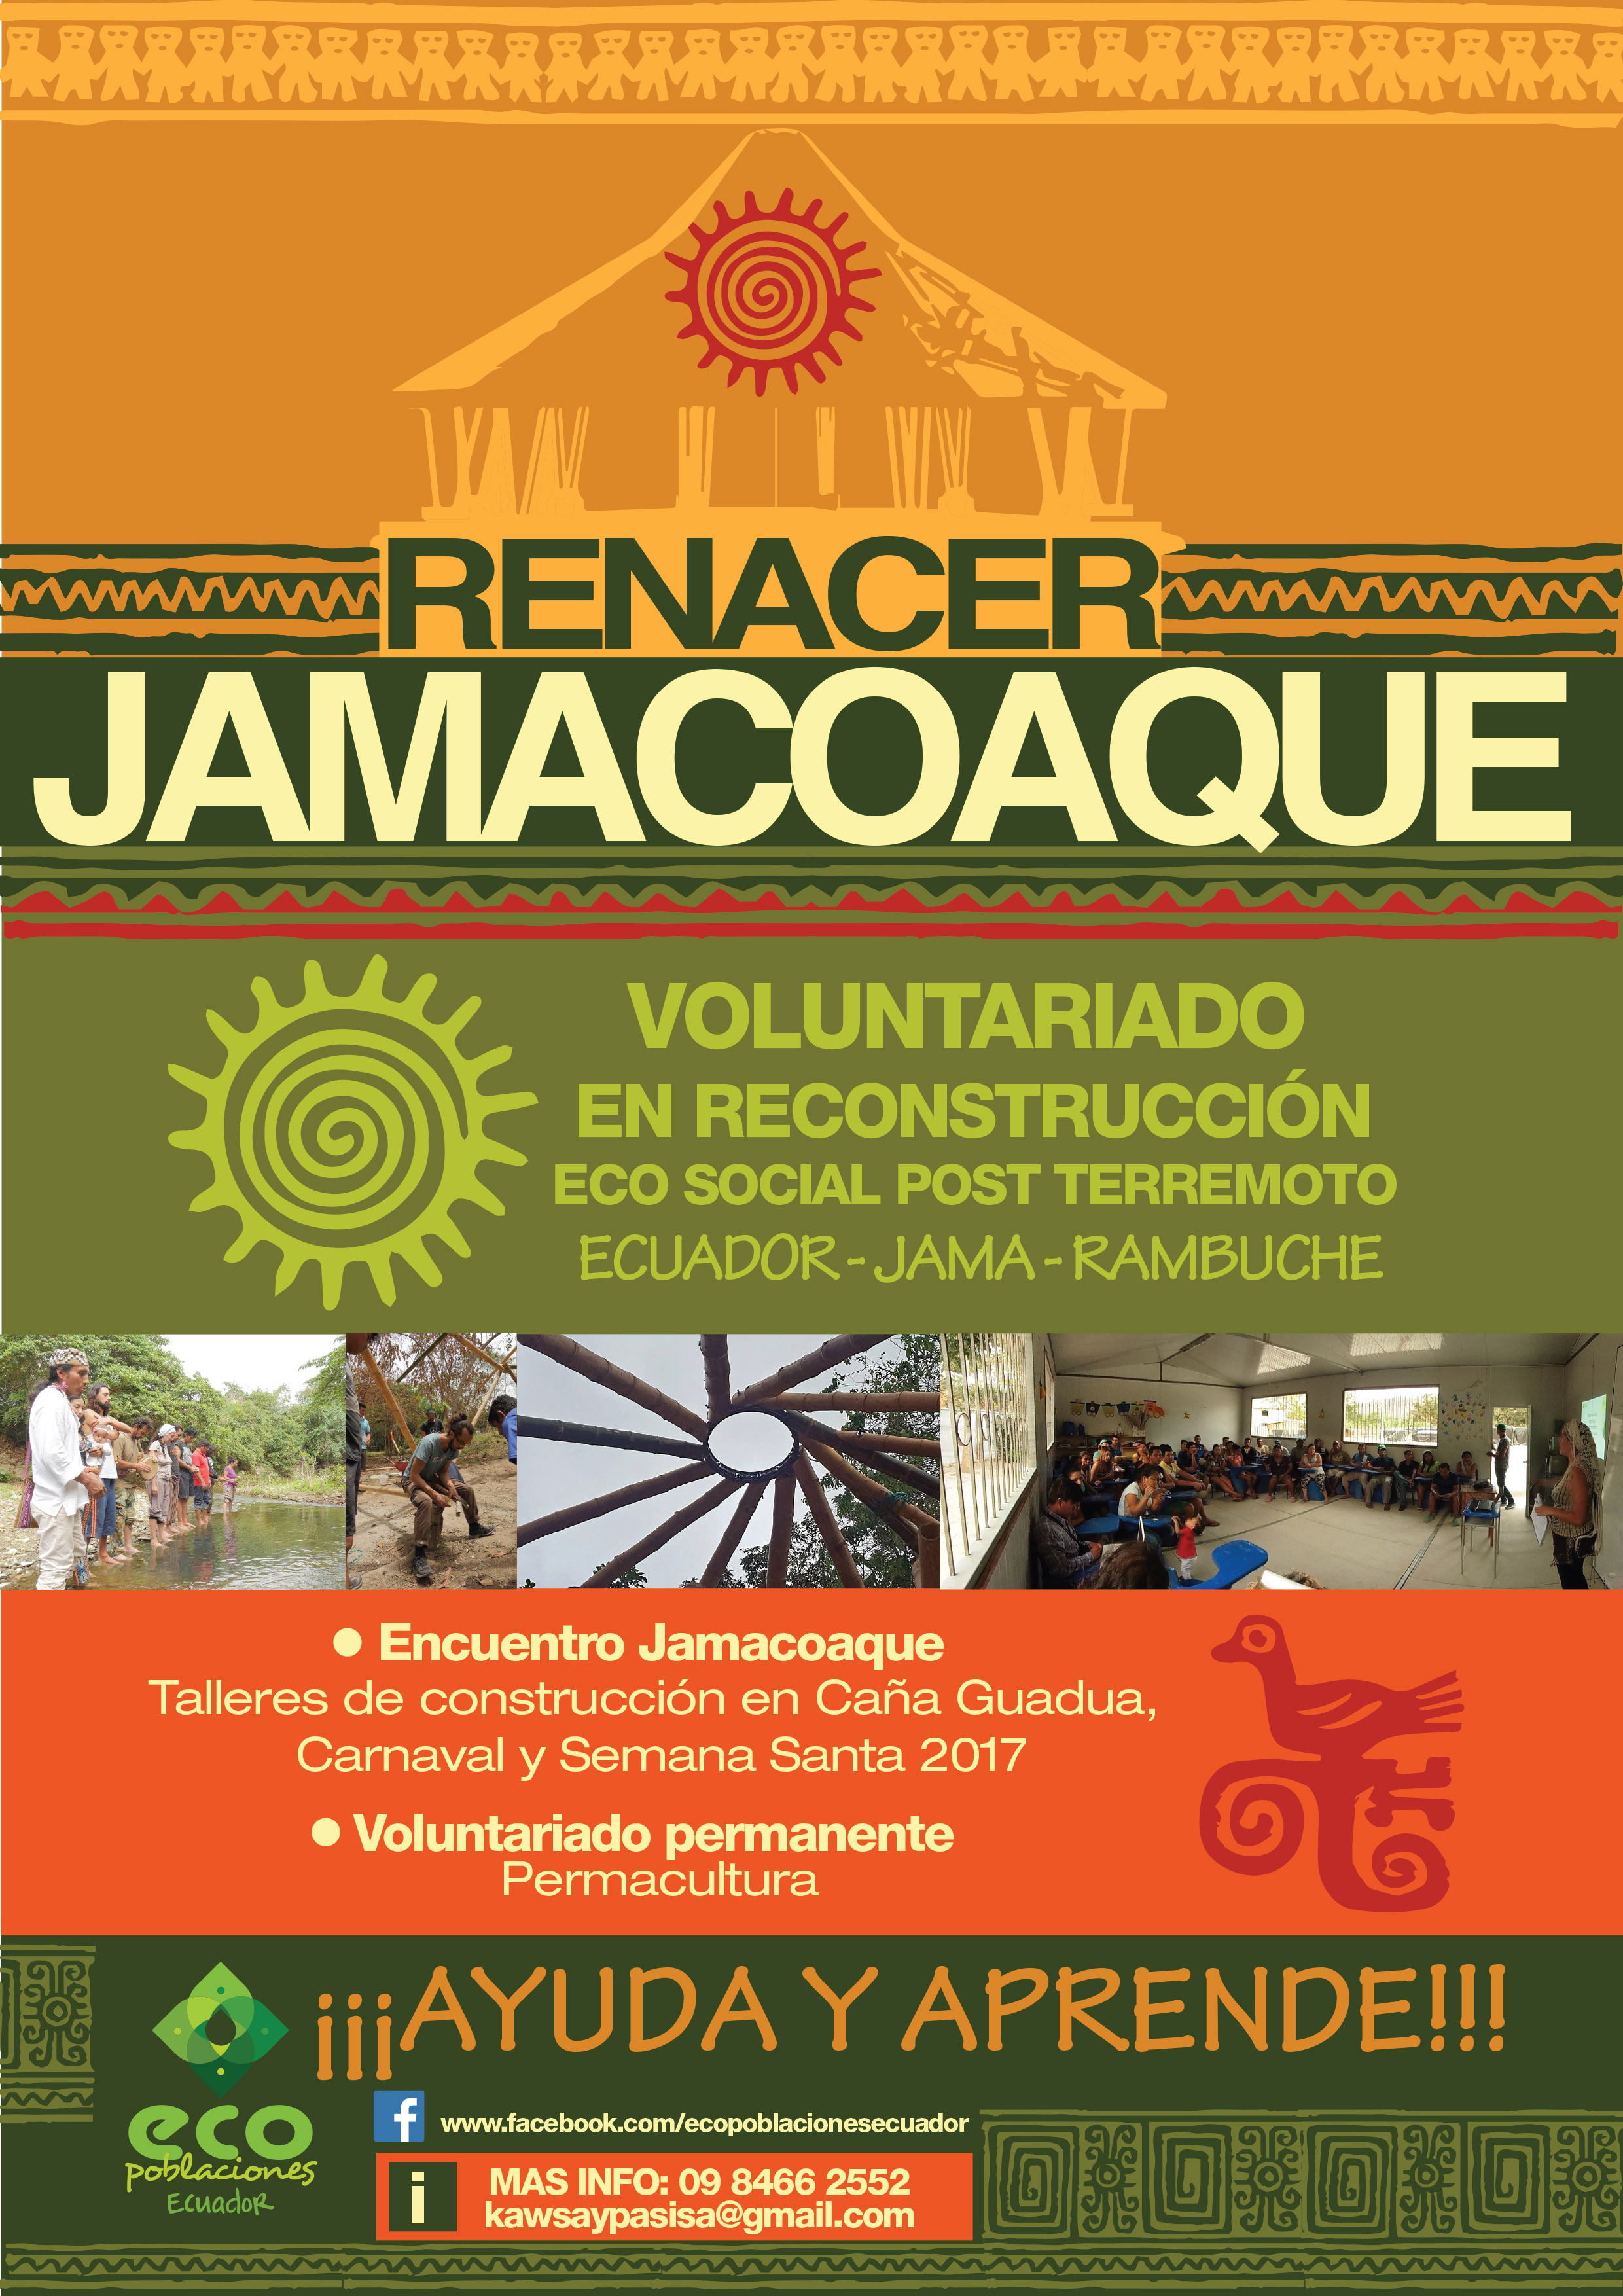 RENACER
JAMACOAQUE
VOLUNTARIADO
EN RECONSTRUCCIÓN
ECO SOCIAL POST TERREMOTO
ECUADOR - JAMA - RAMBUCHE
● Encuentro Jamacoaque
Talleres de construcción en Caña Guadua,
Carnaval y Semana Santa 2017
● Voluntariado permanente
Permacultura
¡¡¡AYUDA Y APRENDE!!!
eco
poblaciones
Ecuador
f www.facebook.com/ecopoblacionesecuador
i MAS INFO: 09 8466 2552
kawsaypasisa@gmail.com